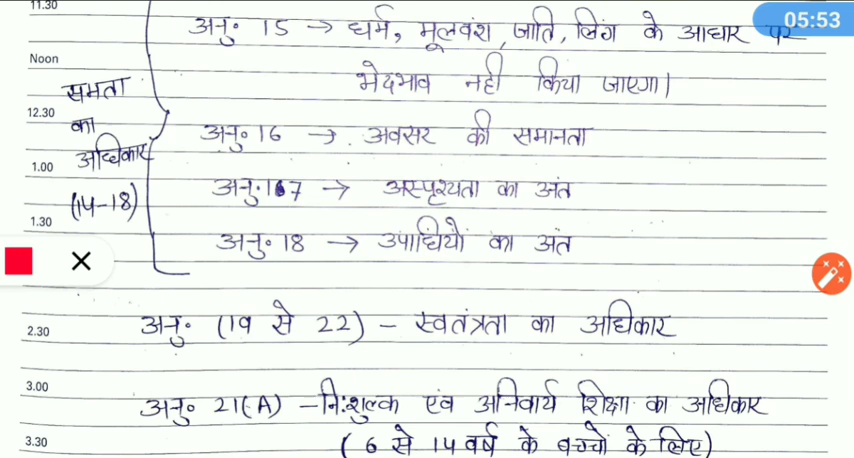 11.30
अनु॰ 15 → धर्म, मूलवंश, जाति, लिंग के आधार पर
05:53
Noon
भेदभाव नही किया जाएगा।
समता
12.30
का
अनु॰ 16 → अवसर की समानता
अधिकार
1.00
अनु॰ 17 → अस्पृश्यता का अंत
(14-18)
1.30
अनु॰ 18 → उपाधियों का अंत
×
अनु॰ (19 से 22) - स्वतंत्रता का अधिकार
2.30
3.00
अनु॰ 21(A) - नि:शुल्क एंव अनिवार्य शिक्षा का अधिकार
3.30
(6 से 14 वर्ष के बच्चो के लिए)